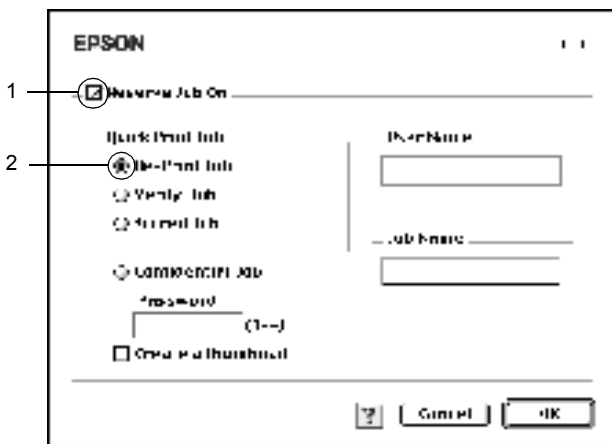 EPSON
1
Reserve Job On
Quick Print Job
User Name
2
Re-Print Job
Verify Job
Stored Job
Job Name
Confidential Job
Password
Create a thumbnail
?
Cancel
OK